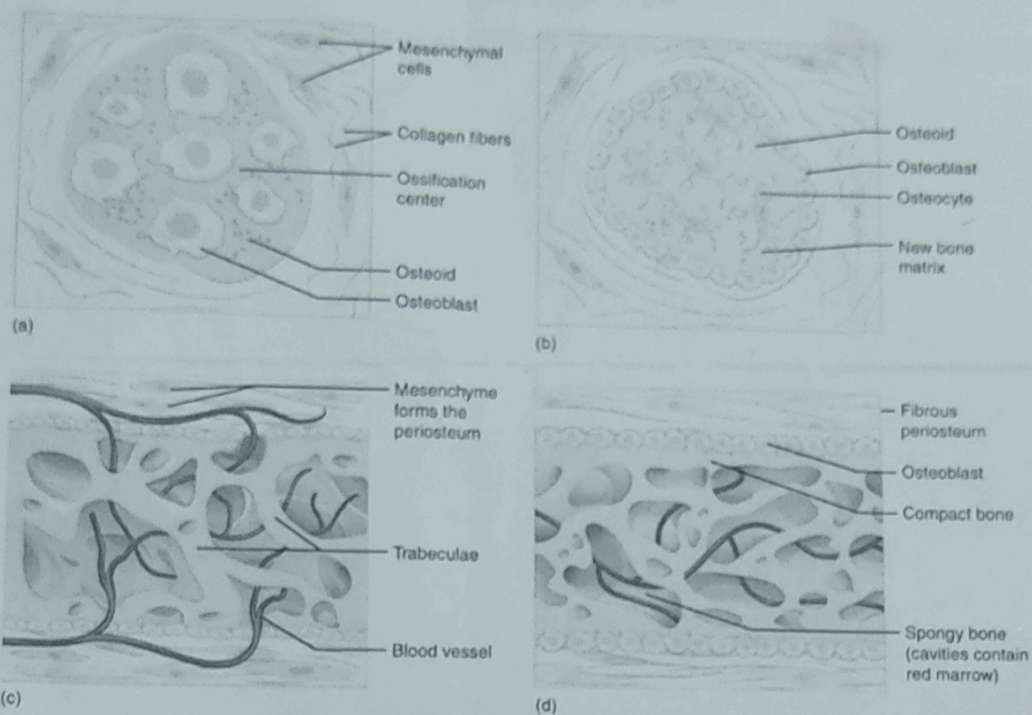 Mesenchymal
cells
Collagen fibers
Ossification
center
Osteoid
Osteoblast
(a)
Osteoid
Osteoblast
Osteocyte
New bone
matrix
(b)
Mesenchyme
forms the
periosteum
Trabeculae
Blood vessel
(c)
Fibrous
periosteum
Osteoblast
Compact bone
Spongy bone
(cavities contain
red marrow)
(d)